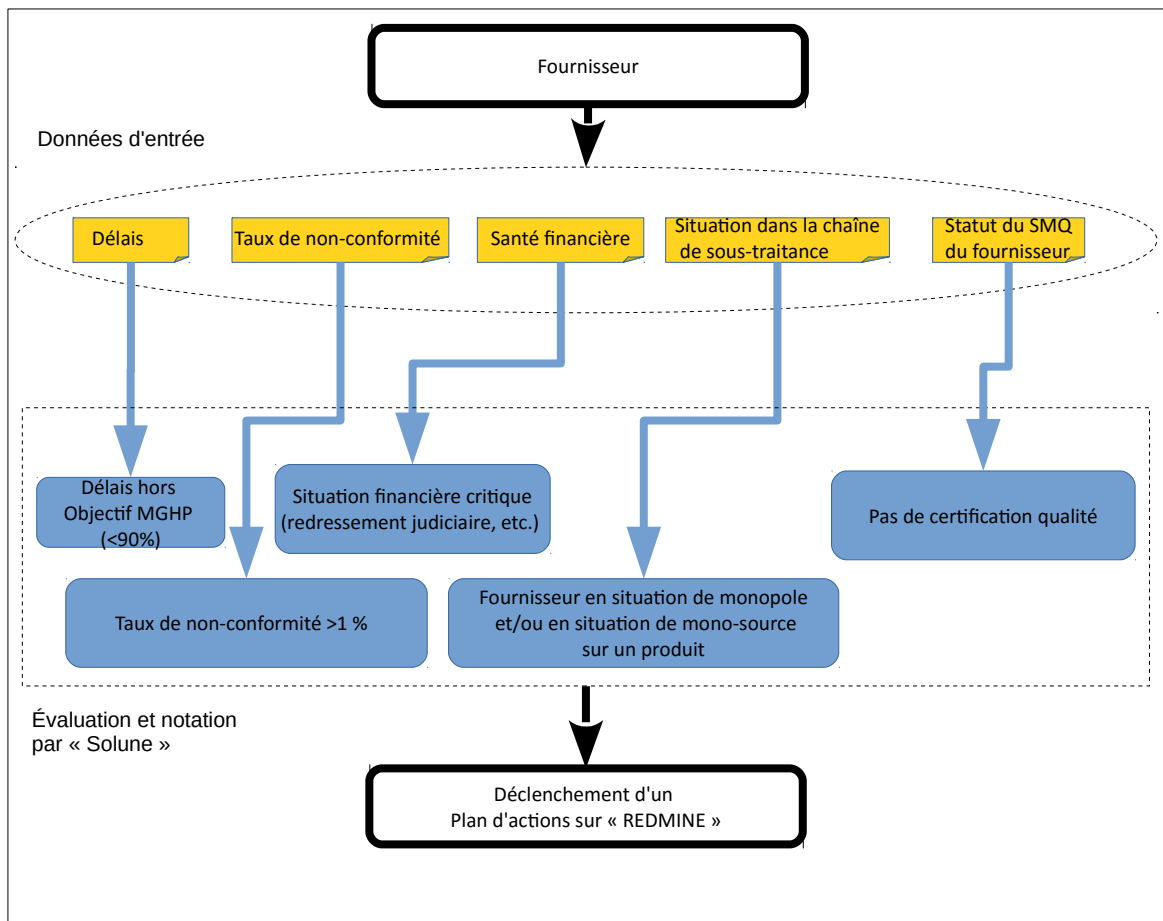 Fournisseur
Données d'entrée
Délais
Taux de non-conformité
Santé financière
Situation dans la chaîne
de sous-traitance
Statut du SMQ
du fournisseur
Délais hors
Objectif MGHP
(<90%)
Situation financière critique
(redressement judiciaire, etc.)
Pas de certification qualité
Taux de non-conformité >1 %
Fournisseur en situation de monopole
et/ou en situation de mono-source
sur un produit
Évaluation et notation
par « Solune »
Déclenchement d'un
Plan d'actions sur « REDMINE »